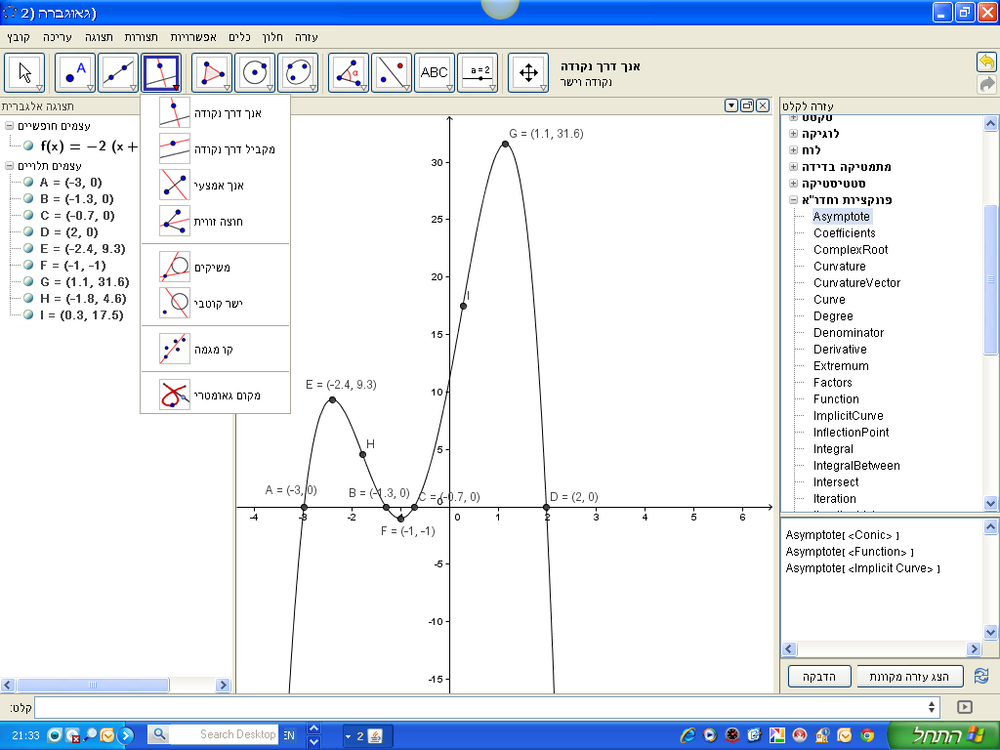 (גאוגברה (2
קובץ עריכה תצוגה תצורות אפשרויות כלים חלון עזרה
ABC
a = 2
אנך דרך נקודה
נקודה וישר
תצוגה אלגברית
עצמים חופשיים
f(x) = −2 (x +
עצמים תלויים
A = (-3, 0)
B = (-1.3, 0)
C = (-0.7, 0)
D = (2, 0)
E = (-2.4, 9.3)
F = (-1, -1)
G = (1.1, 31.6)
H = (-1.8, 4.6)
I = (0.3, 17.5)
אנך דרך נקודה
מקביל דרך נקודה
אנך אמצעי
חוצה זווית
משיקים
ישר קוטבי
קו מגמה
מקום גאומטרי
G = (1.1, 31.6)
30
25
20
I
15
E = (-2.4, 9.3)
10
H
5
A = (-3, 0)
B = (-1.3, 0)
C = (-0.7, 0)
D = (2, 0)
0
-4 -3 -2 -1 0 1 2 3 4 5 6
F = (-1, -1)
-5
-10
-15
עזרה לקלט
טקסט
לוגיקה
לוח
מתמטיקה בדידה
סטטיסטיקה
פונקציות וחדו"א
Asymptote
Coefficients
ComplexRoot
Curvature
CurvatureVector
Curve
Degree
Denominator
Derivative
Extremum
Factors
Function
ImplicitCurve
InflectionPoint
Integral
IntegralBetween
Intersect
Iteration
Asymptote[ <Conic> ]
Asymptote[ <Function> ]
Asymptote[ <Implicit Curve> ]
הדבקה
הצג עזרה מקוונת
קלט:
21:33
Search Desktop
EN
2
התחל